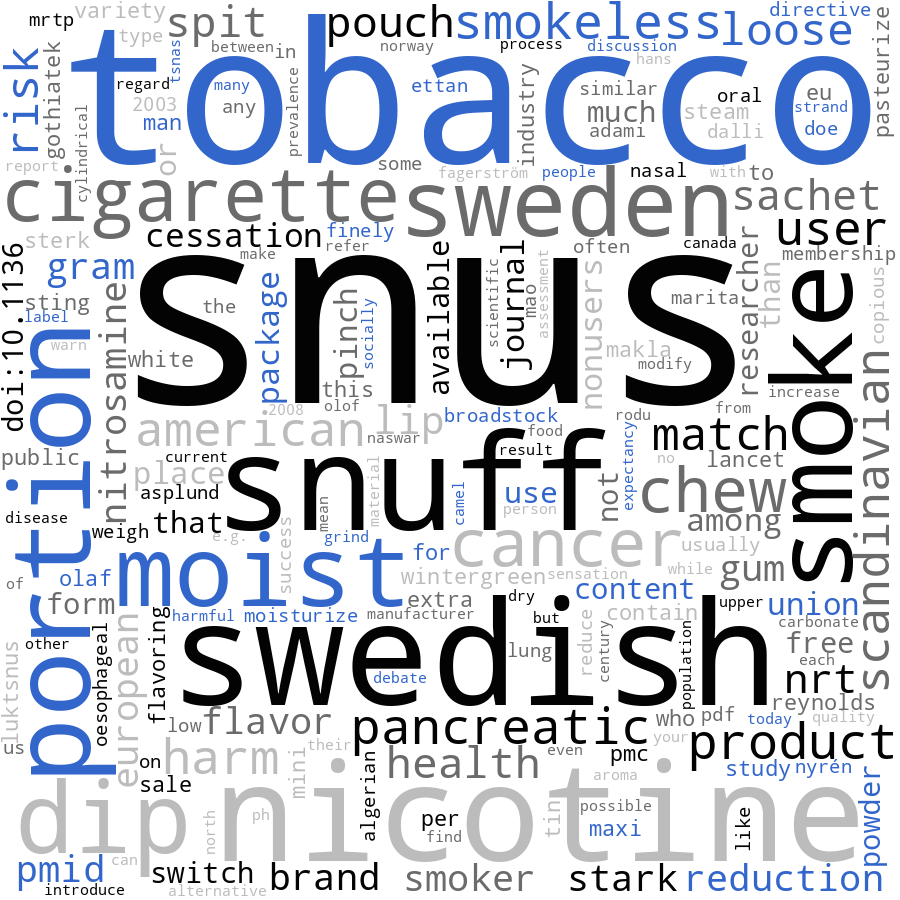 variety
mrtp
spit
pouch
smokeless
directive
loose
type
tsnas
between
in
norway
process
discussion
hans
pasteurize
risk
gothiatek
tobacco
regard
many
2003
any
ettan
similar
oral
eu
strand
man
cylindrical
or
prevalence
industry
much
steam
adami
dalli
doe
report
some
fagerström
people
nasal
with
to
cigarette
sweden
sachet
sterk
cessation
finely
refer
make
often
canada
user
membership
doi:10.1136
gram
snus
available
journal
scientific
mao
assessment
nonusers
marita
researcher
than
copious
sting
label
nitrosamine
the
package
pinch
socially
warn
white
makla
modify
smoke
this
olof
2008
increase
portion
american
lip
broadstock
rodu
from
match
scandinavian
naswar
food
public
current
snuff
result
expectancy
no
lancet
place
asplund
mean
material
camel
use
person
not
chew
disease
weigh
that
e.g.
grind
among
or
moist
success
for
cancer
usually
of
olaf
wintergreen
sensation
while
gum
form
extra
content
harmful
moisturize
manufacturer
dry
but
contain
upper
union
carbonate
other
oesophageal
european
flavoring
swedish
lung
reduce
century
population
free
each
luktsnus
debate
nrt
reynolds
us
low
flavor
pancreatic
who
pdf
today
quality
on
harm
mini
their
health
even
pmc
your
product
sale
algerian
aroma
study
nyrén
dip
nicotine
north
ph
per
find
tin
possible
maxi
like
powder
pmid
can
introduce
switch
alternative
brand
smoker
stark
reduction